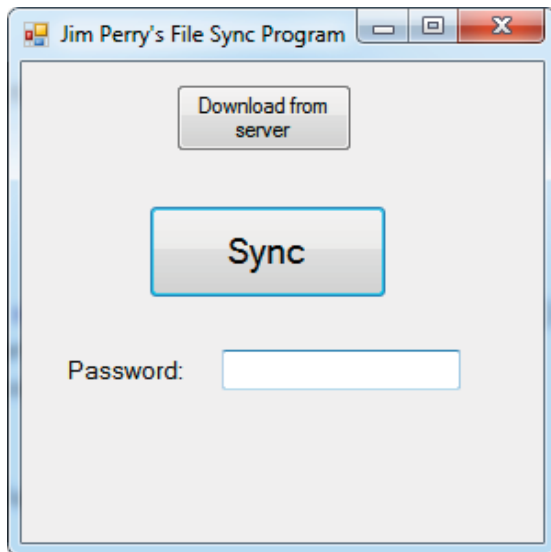 Jim Perry's File Sync Program
Download from
server
Sync
Password: